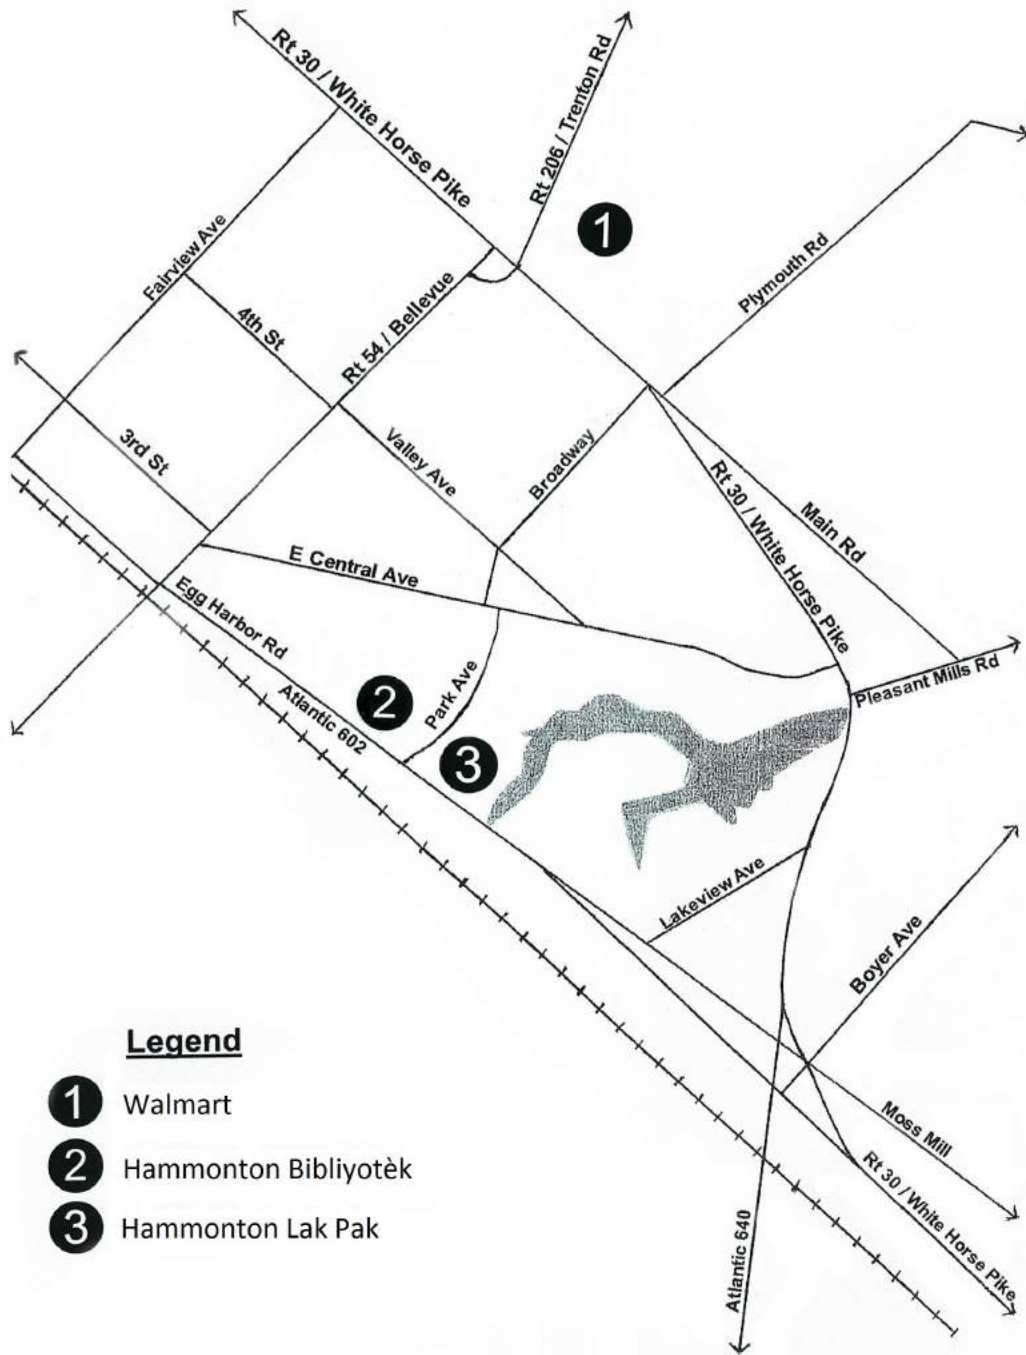 Rt 30 / White Horse Pike
Rt 206 / Trenton Rd
1
Plymouth Rd
Fairview Ave
4th St
Rt 54 / Bellevue
3rd St
Valley Ave
Broadway
Rt 30 / White Horse Pike
Main Rd
E Central Ave
Egg Harbor Rd
Pleasant Mills Rd
2
Park Ave
Atlantic 602
3
Lakeview Ave
Boyer Ave
Moss Mill
Rt 30 / White Horse Pike
Atlantic 640
Legend
1 Walmart
2 Hammonton Bibliyotèk
3 Hammonton Lak Pak